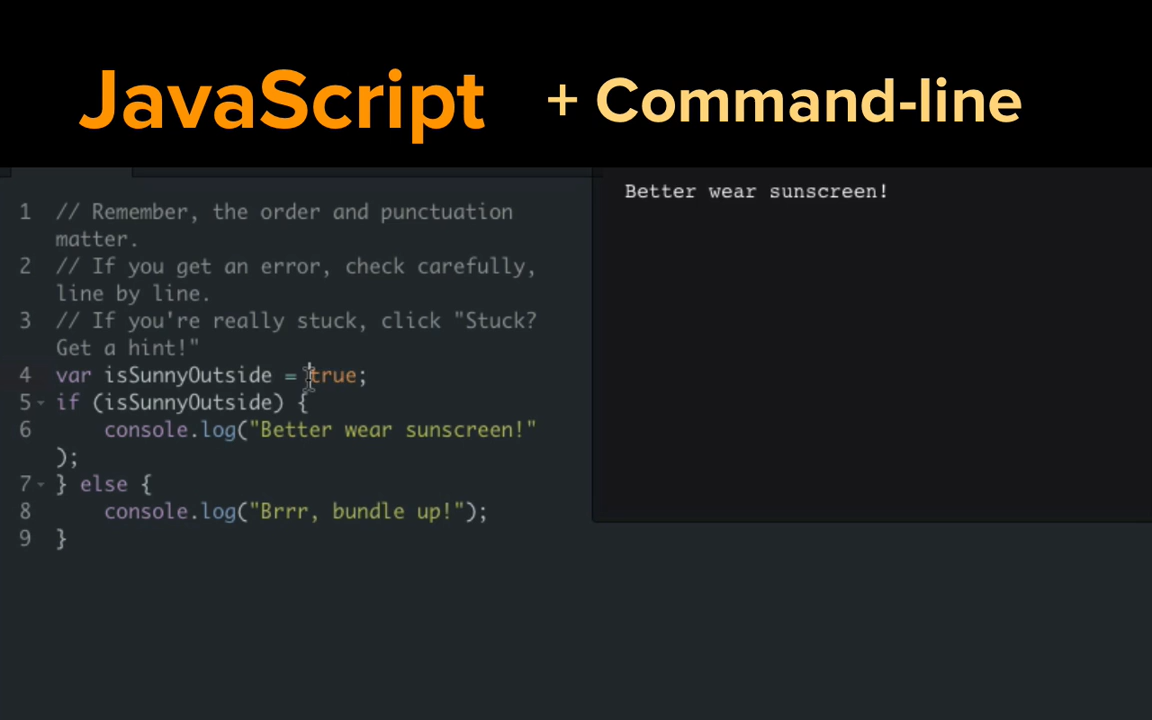 JavaScript + Command-line
1 // Remember, the order and punctuation
matter.
2 // If you get an error, check carefully,
line by line.
3 // If you're really stuck, click "Stuck?
Get a hint!"
4 var isSunnyOutside = true;
5 if (isSunnyOutside) {
6 console.log("Better wear sunscreen!"
);
7 } else {
8 console.log("Brrr, bundle up!");
9 }
Better wear sunscreen!